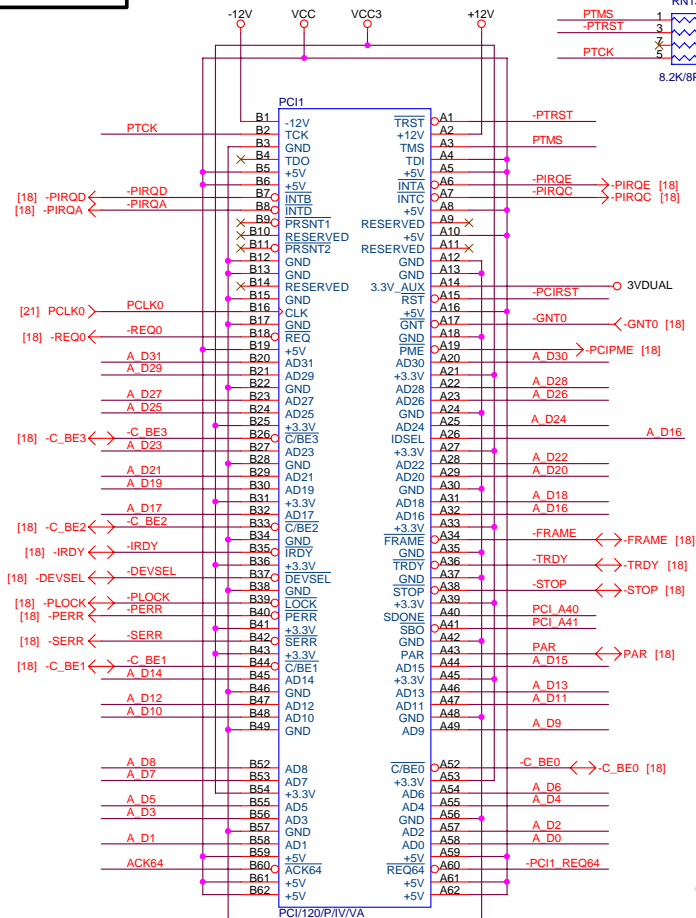 -12V VCC VCC3 +12V
PTMS 1
-PTRST 3
7
PTCK 5
PCI1
B1 -12V TRST A1 -PTRST
PTCK B2 TCK +12V A2
B3 GND TMS A3 PTMS
B4 TDO TDI A4
B5 +5V +5V A5
B6 +5V INTA A6 -PIRQE -PIRQE [18]
[18] -PIRQD -PIRQD B7 INTB INTC A7 -PIRQC -PIRQC [18]
[18] -PIRQA -PIRQA B8 INTD +5V A8
B9 PRSNT1 RESERVED A9
B10 RESERVED +5V A10
B11 PRSNT2 RESERVED A11
B12 GND GND A12
B13 GND GND A13
B14 RESERVED 3.3V_AUX A14 3VDUAL
B15 GND RST A15 -PCIRST
[21] PCLK0 PCLK0 B16 CLK +5V A16
B17 GND GNT A17 -GNT0 -GNT0 [18]
[18] -REQ0 -REQ0 B18 REQ GND A18
B19 +5V PME A19 -PCIPME [18]
A_D31 B20 AD31 AD30 A20 A_D30
A_D29 B21 AD29 +3.3V A21
B22 GND AD28 A22 A_D28
A_D27 B23 AD27 AD26 A23 A_D26
A_D25 B24 AD25 GND A24
B25 +3.3V AD24 A25 A_D24
[18] -C_BE3 -C_BE3 B26 C/BE3 IDSEL A26 A_D16
A_D23 B27 AD23 +3.3V A27
B28 GND AD22 A28 A_D22
A_D21 B29 AD21 AD20 A29 A_D20
A_D19 B30 AD19 GND A30
B31 +3.3V AD18 A31 A_D18
A_D17 B32 AD17 AD16 A32 A_D16
[18] -C_BE2 -C_BE2 B33 C/BE2 +3.3V A33
B34 GND FRAME A34 -FRAME -FRAME [18]
[18] -IRDY -IRDY B35 IRDY GND A35
B36 +3.3V TRDY A36 -TRDY -TRDY [18]
[18] -DEVSEL -DEVSEL B37 DEVSEL GND A37
B38 GND STOP A38 -STOP -STOP [18]
[18] -PLOCK -PLOCK B39 LOCK +3.3V A39
[18] -PERR -PERR B40 PERR SDONE A40 PCI_A40
B41 +3.3V SBO A41 PCI_A41
[18] -SERR -SERR B42 SERR GND A42
B43 +3.3V PAR A43 PAR PAR [18]
[18] -C_BE1 -C_BE1 B44 C/BE1 AD15 A44 A_D15
A_D14 B45 AD14 +3.3V A45
B46 GND AD13 A46 A_D13
A_D12 B47 AD12 AD11 A47 A_D11
A_D10 B48 AD10 GND A48
B49 GND AD9 A49 A_D9
A_D8 B52 AD8 C/BE0 A52 -C_BE0 -C_BE0 [18]
A_D7 B53 AD7 +3.3V A53
B54 +3.3V AD6 A54 A_D6
A_D5 B55 AD5 AD4 A55 A_D4
A_D3 B56 AD3 GND A56
B57 GND AD2 A57 A_D2
A_D1 B58 AD1 AD0 A58 A_D0
B59 +5V +5V A59
ACK64 B60 ACK64 REQ64 A60 -PCI1_REQ64
B61 +5V +5V A61
B62 +5V +5V A62
PCI/120/P/IV/VA